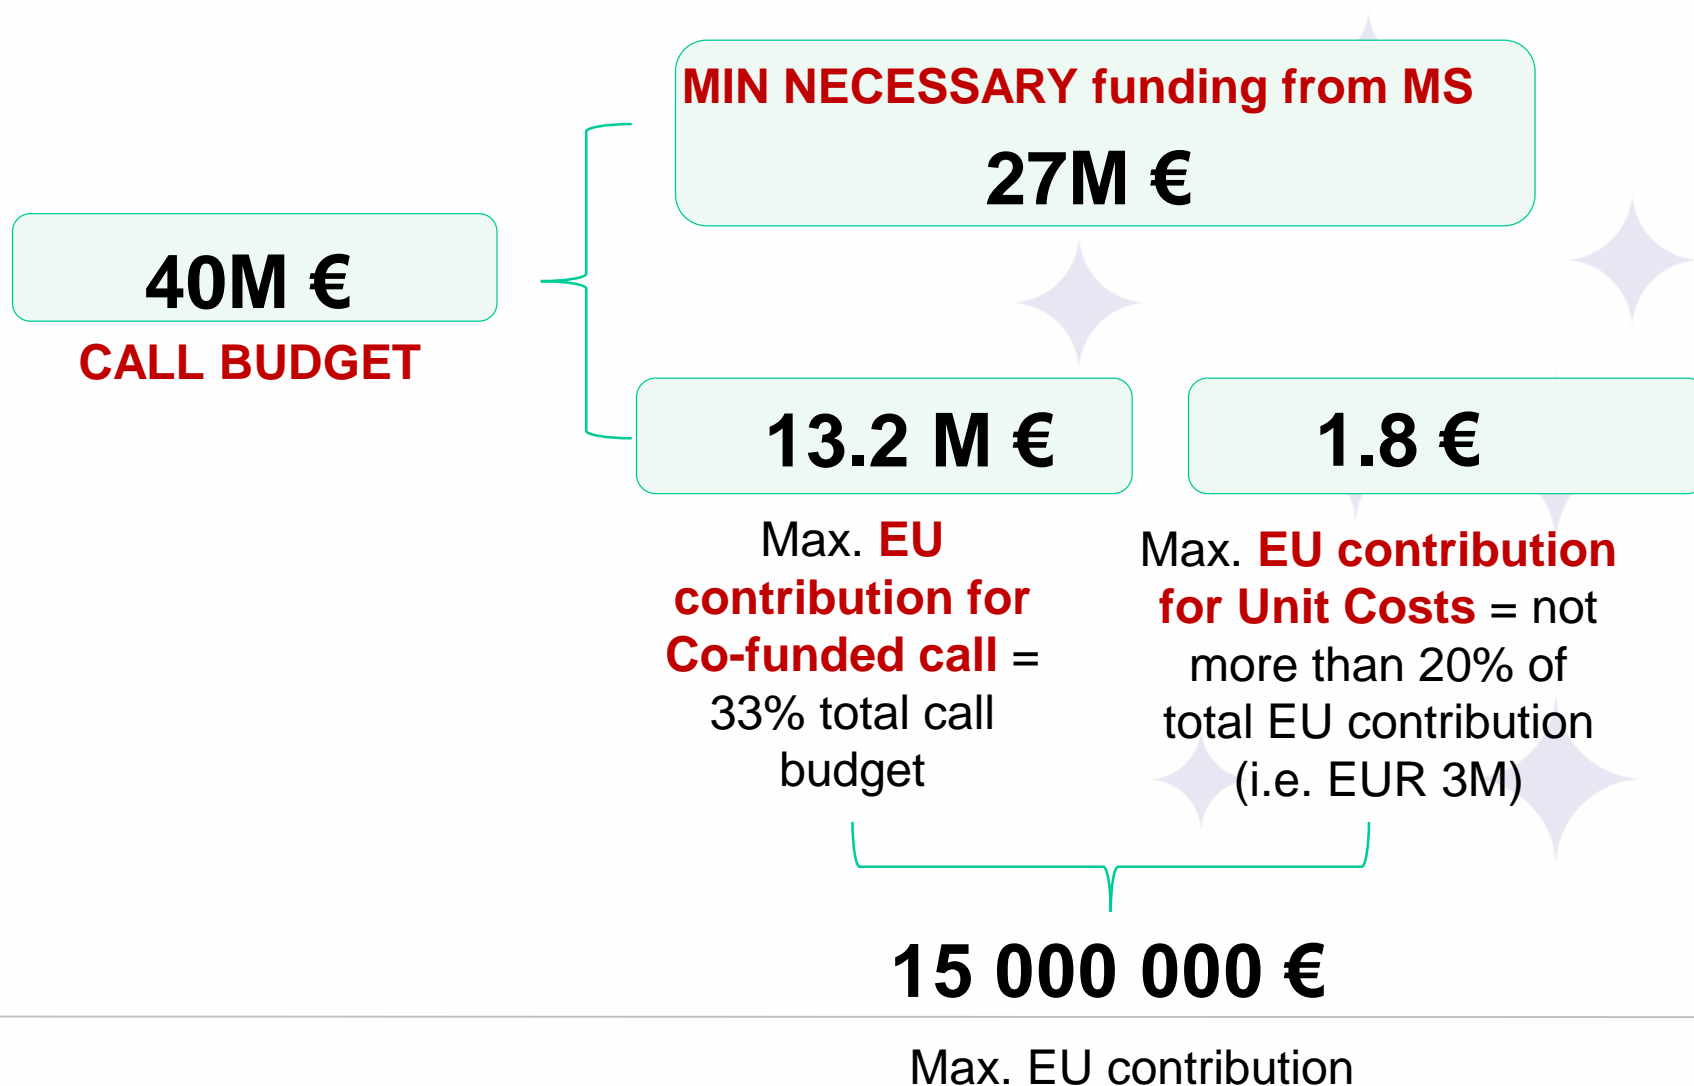 MIN NECESSARY funding from MS
27M €
40M €
CALL BUDGET
13.2 M €
Max. EU
contribution for
Co-funded call =
33% total call
budget
1.8 €
Max. EU contribution
for Unit Costs = not
more than 20% of
total EU contribution
(i.e. EUR 3M)
15 000 000 €
Max. EU contribution